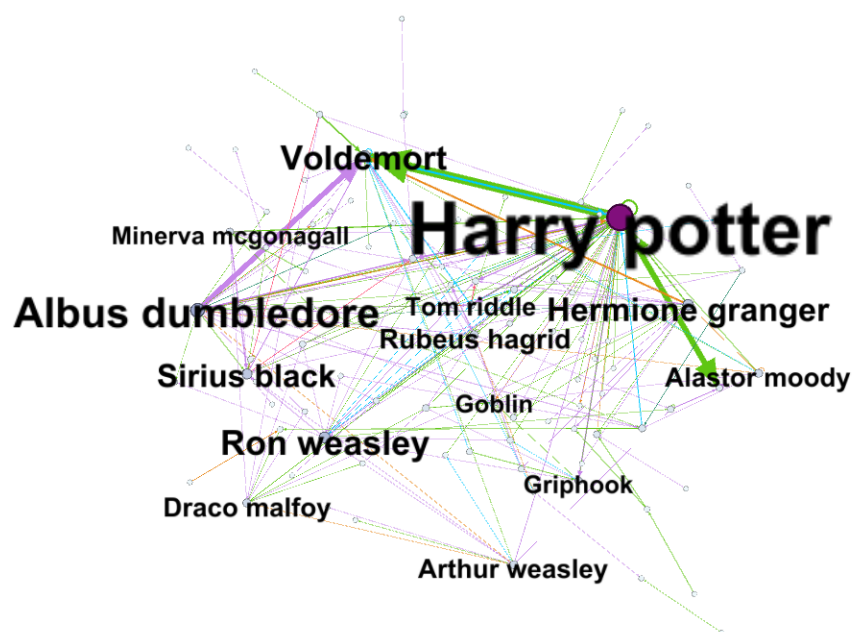 Voldemort
Harry potter
Minerva mcgonagall
Albus dumbledore
Tom riddle
Hermione granger
Rubeus hagrid
Sirius black
Alastor moody
Goblin
Ron weasley
Griphook
Draco malfoy
Arthur weasley